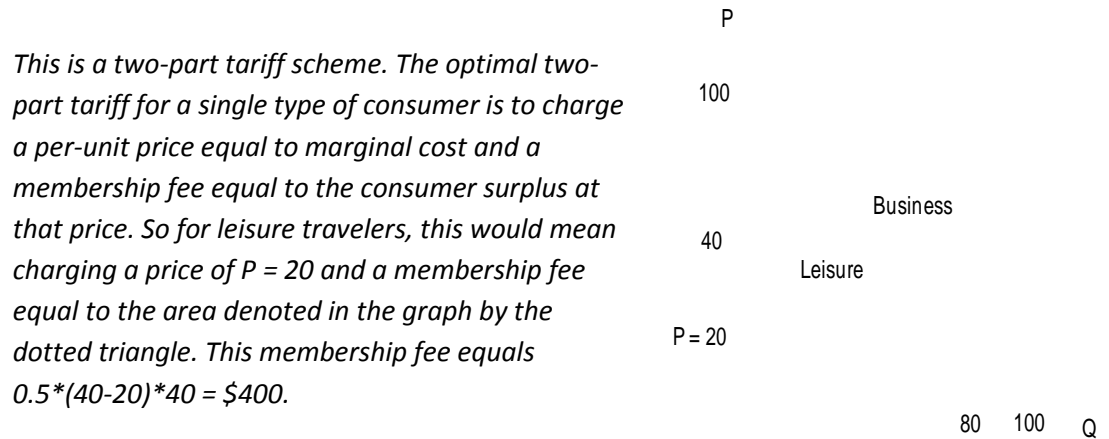 This is a two-part tariff scheme. The optimal two-
part tariff for a single type of consumer is to charge
a per-unit price equal to marginal cost and a
membership fee equal to the consumer surplus at
that price. So for leisure travelers, this would mean
charging a price of P = 20 and a membership fee
equal to the area denoted in the graph by the
dotted triangle. This membership fee equals
0.5*(40-20)*40 = $400.
P
100
Business
40
Leisure
P = 20
80 100 Q